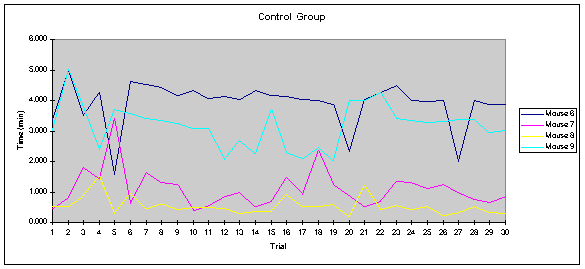 Control Group
6.000
5.000
4.000
3.000
2.000
1.000
0.000
Time (min)
1 2 3 4 5 6 7 8 9 10 11 12 13 14 15 16 17 18 19 20 21 22 23 24 25 26 27 28 29 30
Trial
Mouse 6
Mouse 7
Mouse 8
Mouse 9